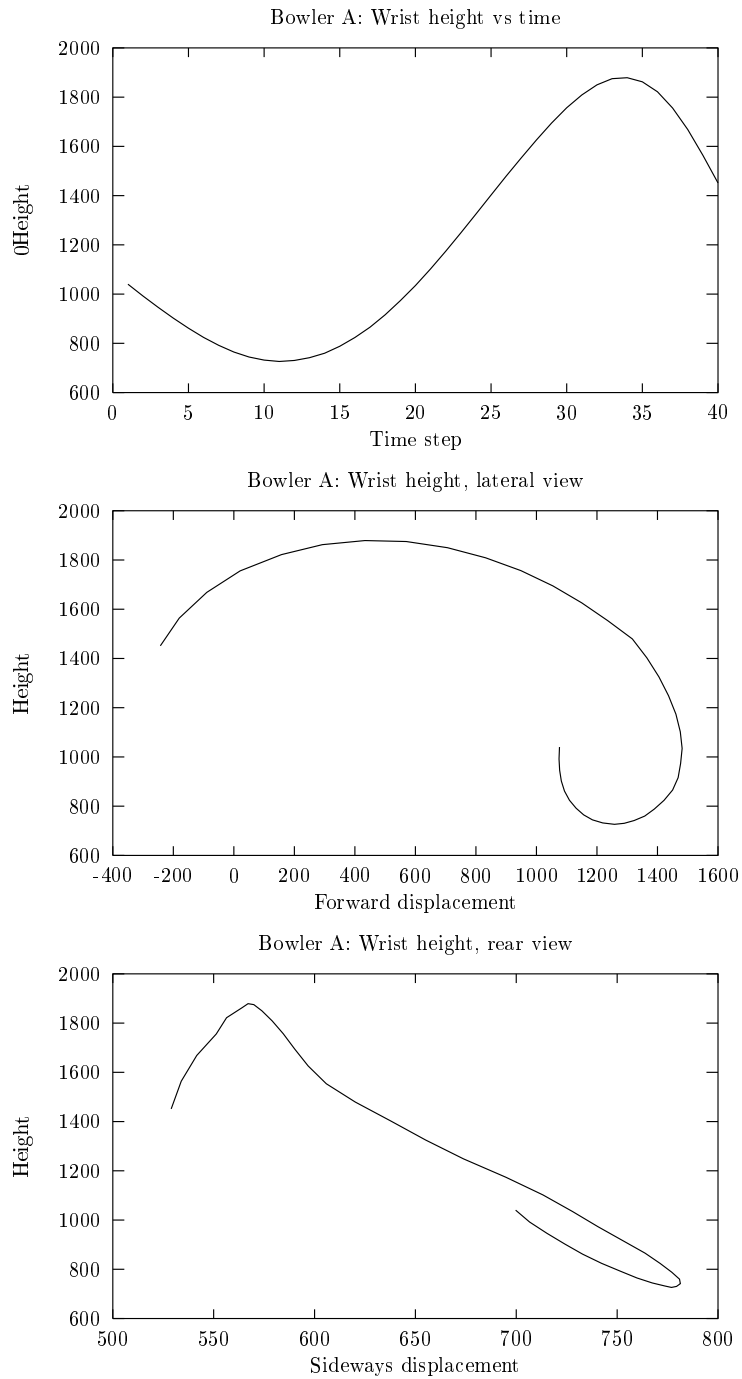 Bowler A: Wrist height vs time
2000
1800
1600
1400
1200
1000
800
600
0Height
0 5 10 15 20 25 30 35 40
Time step
Bowler A: Wrist height, lateral view
2000
1800
1600
1400
1200
1000
800
600
Height
-400 -200 0 200 400 600 800 1000 1200 1400 1600
Forward displacement
Bowler A: Wrist height, rear view
2000
1800
1600
1400
1200
1000
800
600
Height
500 550 600 650 700 750 800
Sideways displacement